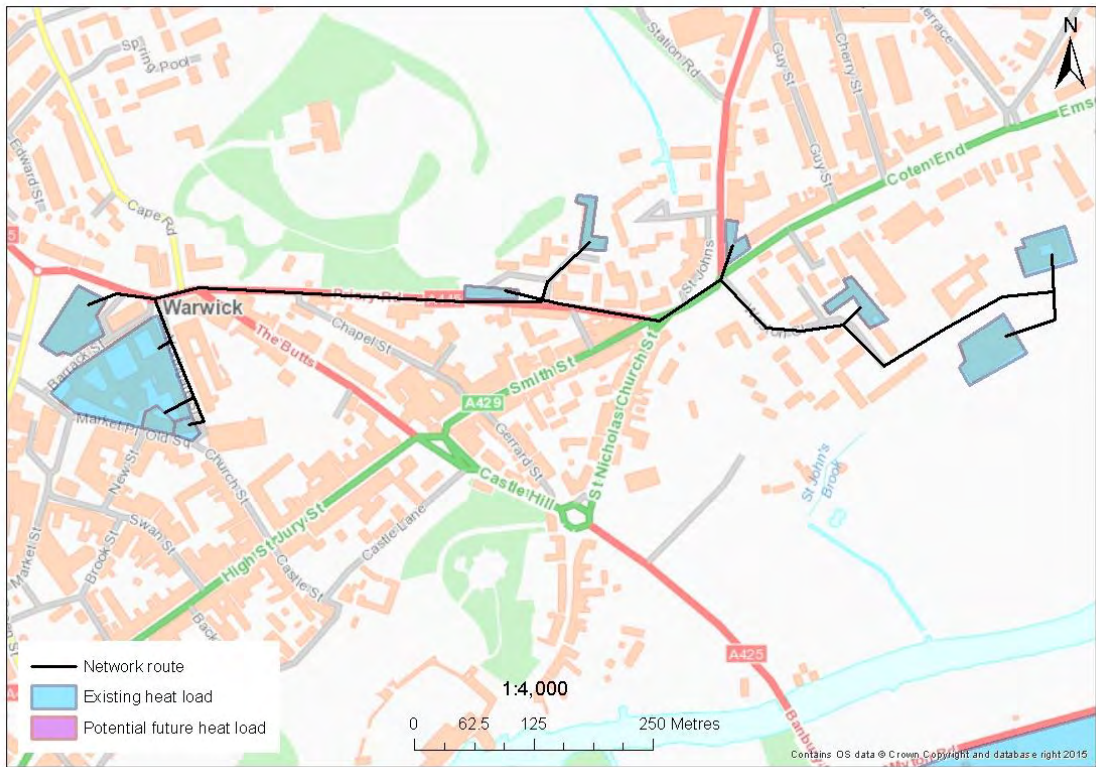 Spring
Pool
Station Rd
Guy St
Cherry St
Terrace
N
Edward St
Cape Rd
Guy St
Coten End
St Johns
Warwick
Priory Rd
Chapel St
The Butts
Barrack St
Smith St
A429
St Nicholas Church St
Market Pl
Old Sq
New St
Church St
Gerrard St
Castle Hill
St John's
Brook
Swan St
Castle Lane
High St
Jury St
Market St
Brook St
Castle St
A425
Network route
Existing heat load
Potential future heat load
1:4,000
0 62.5 125 250 Metres
Contains OS data © Crown Copyright and database right 2015